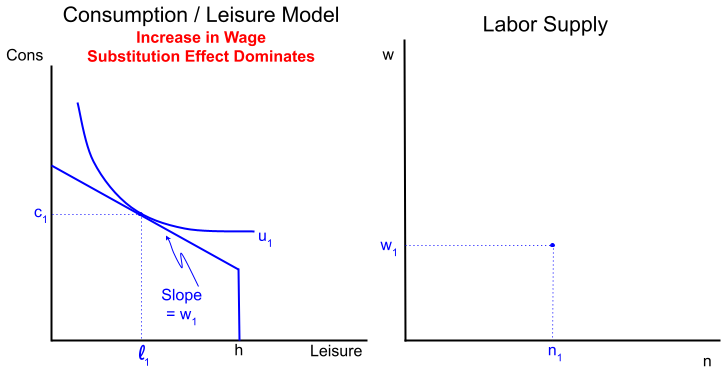 Consumption / Leisure Model
Increase in Wage
Substitution Effect Dominates
Cons
c₁
u₁
Slope
= w₁
ℓ₁
h
Leisure
Labor Supply
w
w₁
n₁
n